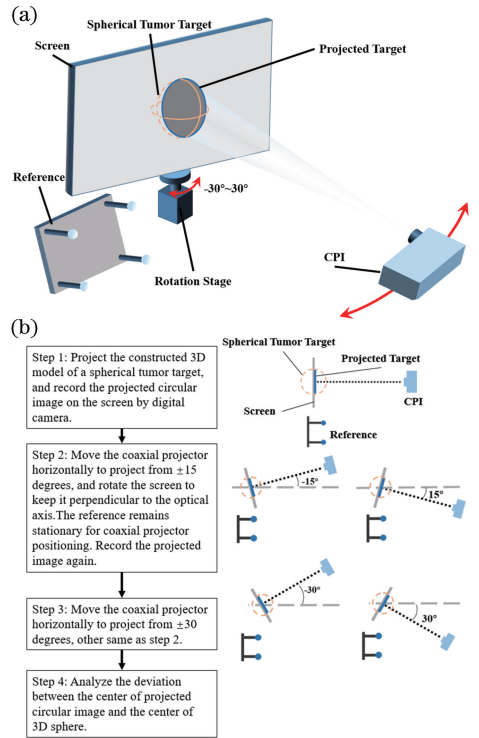 (a)
Spherical Tumor Target
Screen
Projected Target
Reference
-30°~30°
Rotation Stage
CPI
(b)
Step 1: Project the constructed 3D
model of a spherical tumor target,
and record the projected circular
image on the screen by digital
camera.
Spherical Tumor Target
Projected Target
CPI
Screen
Reference
Step 2: Move the coaxial projector
horizontally to project from ±15
degrees, and rotate the screen to
keep it perpendicular to the optical
axis.The reference remains
stationary for coaxial projector
positioning. Record the projected
image again.
-15°
15°
Step 3: Move the coaxial projector
horizontally to project from ±30
degrees, other same as step 2.
-30°
30°
Step 4: Analyze the deviation
between the center of projected
circular image and the center of
3D sphere.